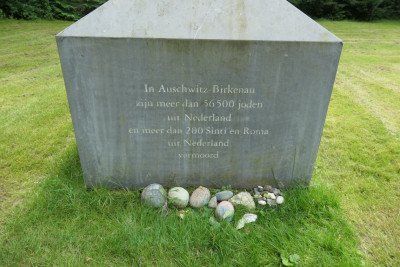 In Auschwitz-Birkenau
zijn meer dan 56500 joden
uit Nederland
en meer dan 200 Sinti en Roma
uit Nederland
vermoord